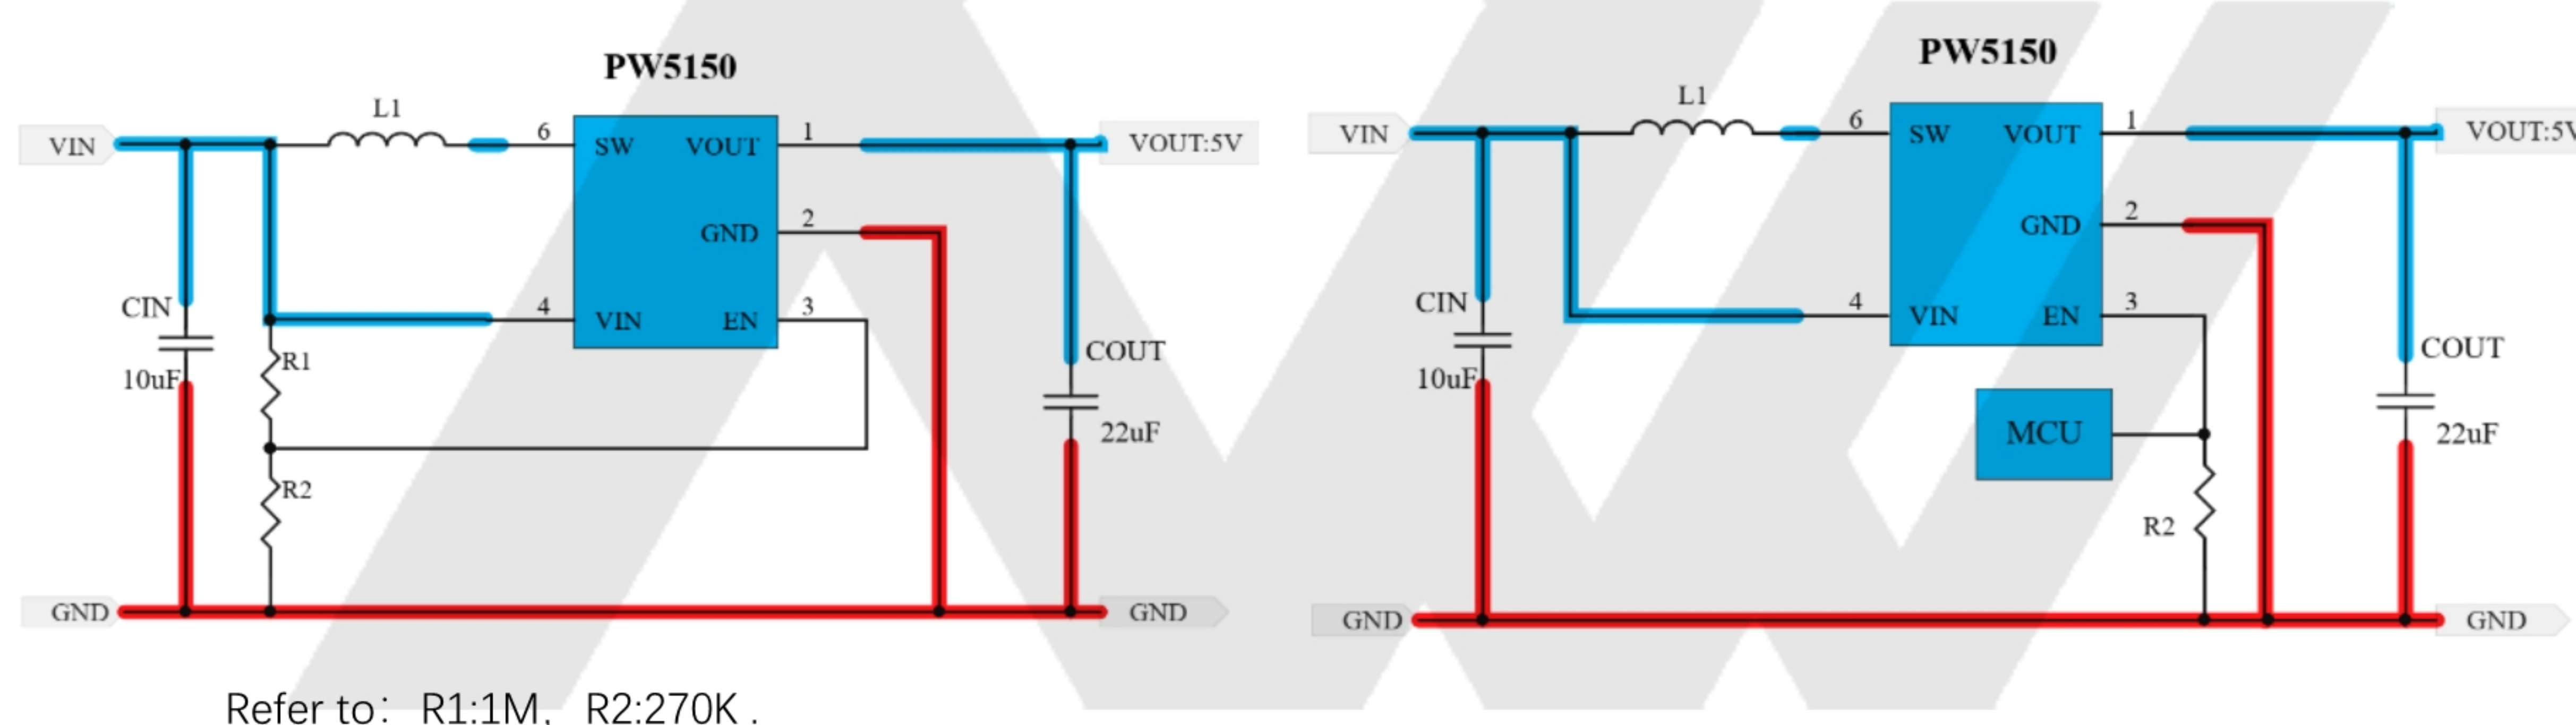 PW5150
L1
VIN
6
SW
VOUT
1
VOUT:5V
GND
2
4
VIN
EN
3
CIN
10uF
R1
R2
COUT
22uF
GND
GND
Refer to: R1:1M, R2:270K .
PW5150
L1
VIN
6
SW
VOUT
1
VOUT:5V
GND
2
4
VIN
EN
3
CIN
10uF
MCU
R2
COUT
22uF
GND
GND